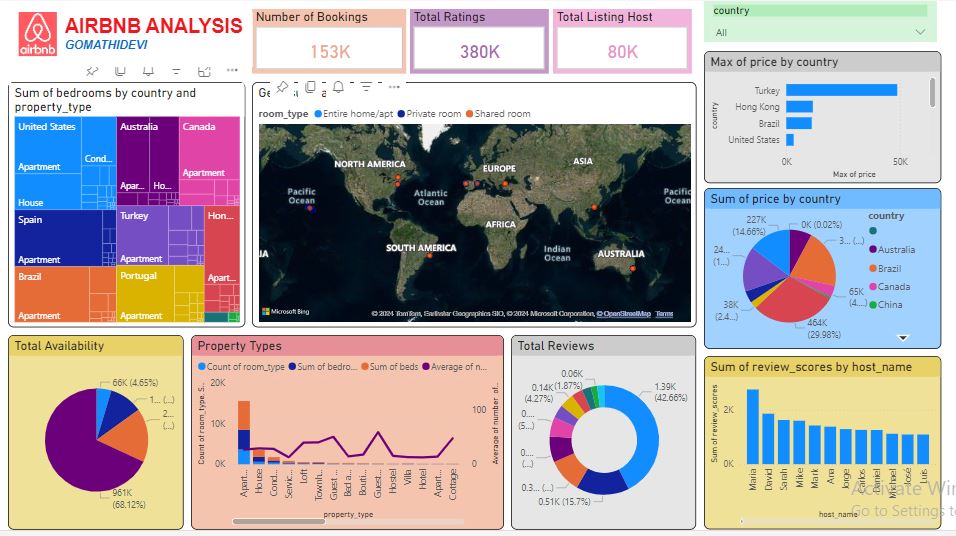 airbnb
AIRBNB ANALYSIS
GOMATHIDEVI
Number of Bookings
153K
Total Ratings
380K
Total Listing Host
80K
country
All
Sum of bedrooms by country and
property_type
United States
Apartment
House
Cond...
Australia
Apar...
Ho...
Canada
Apartment
Spain
Apartment
Turkey
Apartment
Hon...
Apart...
Brazil
Apartment
Portugal
Apartment
room_type
Entire home/apt
Private room
Shared room
NORTH AMERICA
EUROPE
ASIA
Pacific
Ocean
Atlantic
Ocean
AFRICA
Pacific
Ocean
SOUTH AMERICA
Indian
Ocean
AUSTRALIA
Microsoft Bing
© 2024 TomTom, Earthstar Geographics SIO, © 2024 Microsoft Corporation, © OpenStreetMap Terms
Max of price by country
country
Turkey
Hong Kong
Brazil
United States
0K
50K
Max of price
Sum of price by country
227K
(14.66%)
0K (0.02%)
3... (...)
24...
(1...)
65K
(4....)
38K
(2.4...)
464K
(29.98%)
country
Australia
Brazil
Canada
China
Total Availability
66K (4.65%)
1... (...)
2...
(...)
961K
(68.12%)
Property Types
Count of room_type
Sum of bedro...
Sum of beds
Average of n...
Count of room_type, S...
20K
10K
0K
100
0
Average of number_of...
Apart...
House
Cond...
Servic...
Loft
Townh...
Guest ...
Bed a...
Bouti...
Guest...
Hostel
Villa
Hotel
Apart...
Cottage
property_type
Total Reviews
0.06K
(1.87%)
0.14K
(4.27%)
1.39K
(42.66%)
0....
(5....)
0....
(...)
0.3... (...)
0.51K (15.7%)
Sum of review_scores by host_name
Sum of review_scores
2K
0K
Maria
David
Sarah
Mike
Mark
Ana
Jorge
Carlos
Daniel
Michael
José
Luis
host_name
Activate Win
Go to Settings to